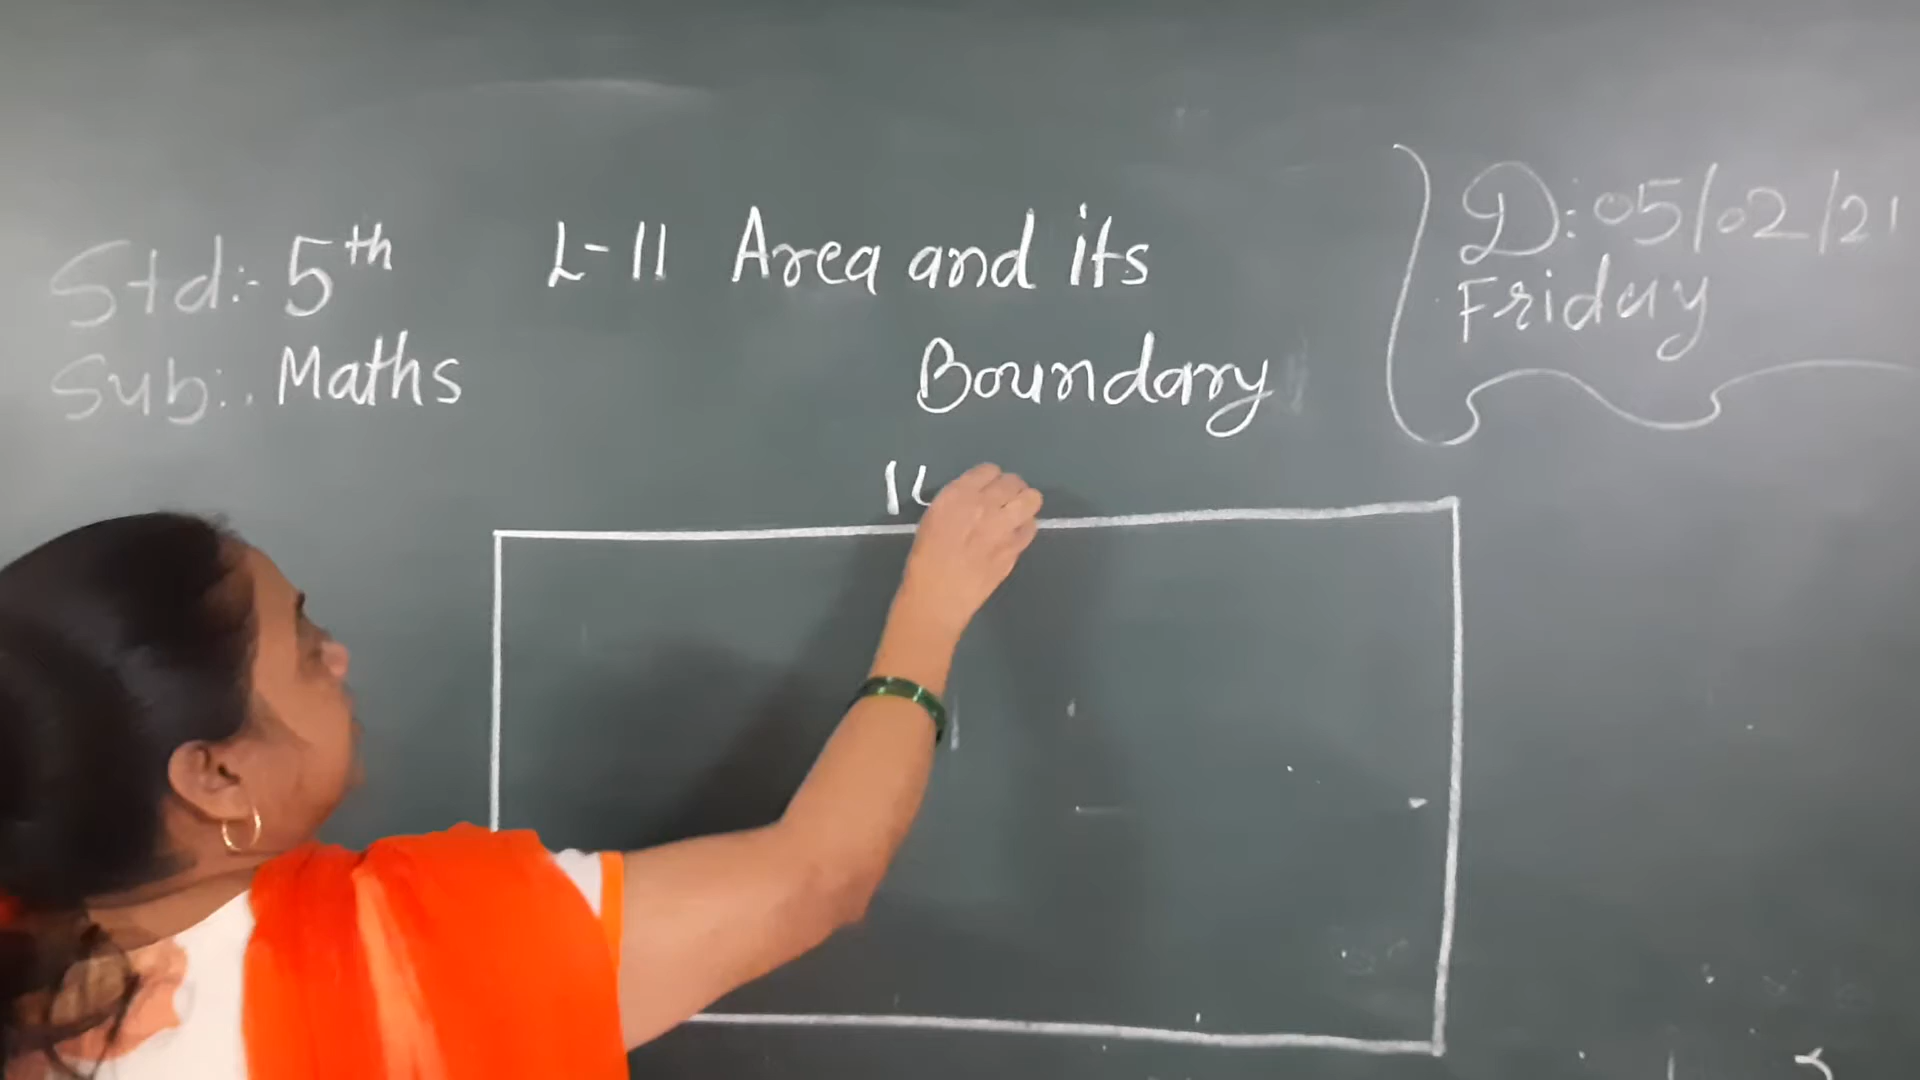 Std:- 5th
Sub:. Maths
L-11 Area and its
Boundary
D: 05/02/21
Friday